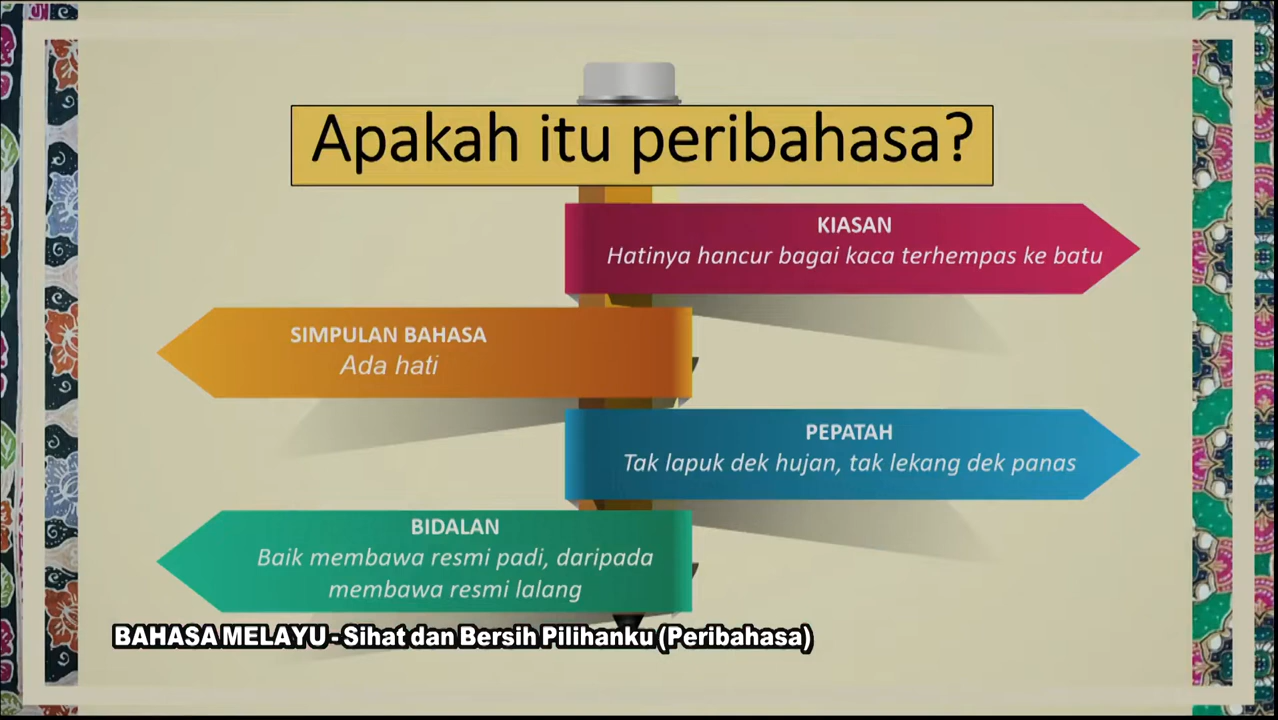 Apakah itu peribahasa?
KIASAN
Hatinya hancur bagai kaca terhempas ke batu
SIMPULAN BAHASA
Ada hati
PEPATAH
Tak lapuk dek hujan, tak lekang dek panas
BIDALAN
Baik membawa resmi padi, daripada
membawa resmi lalang
BAHASA MELAYU - Sihat dan Bersih Pilihanku (Peribahasa)